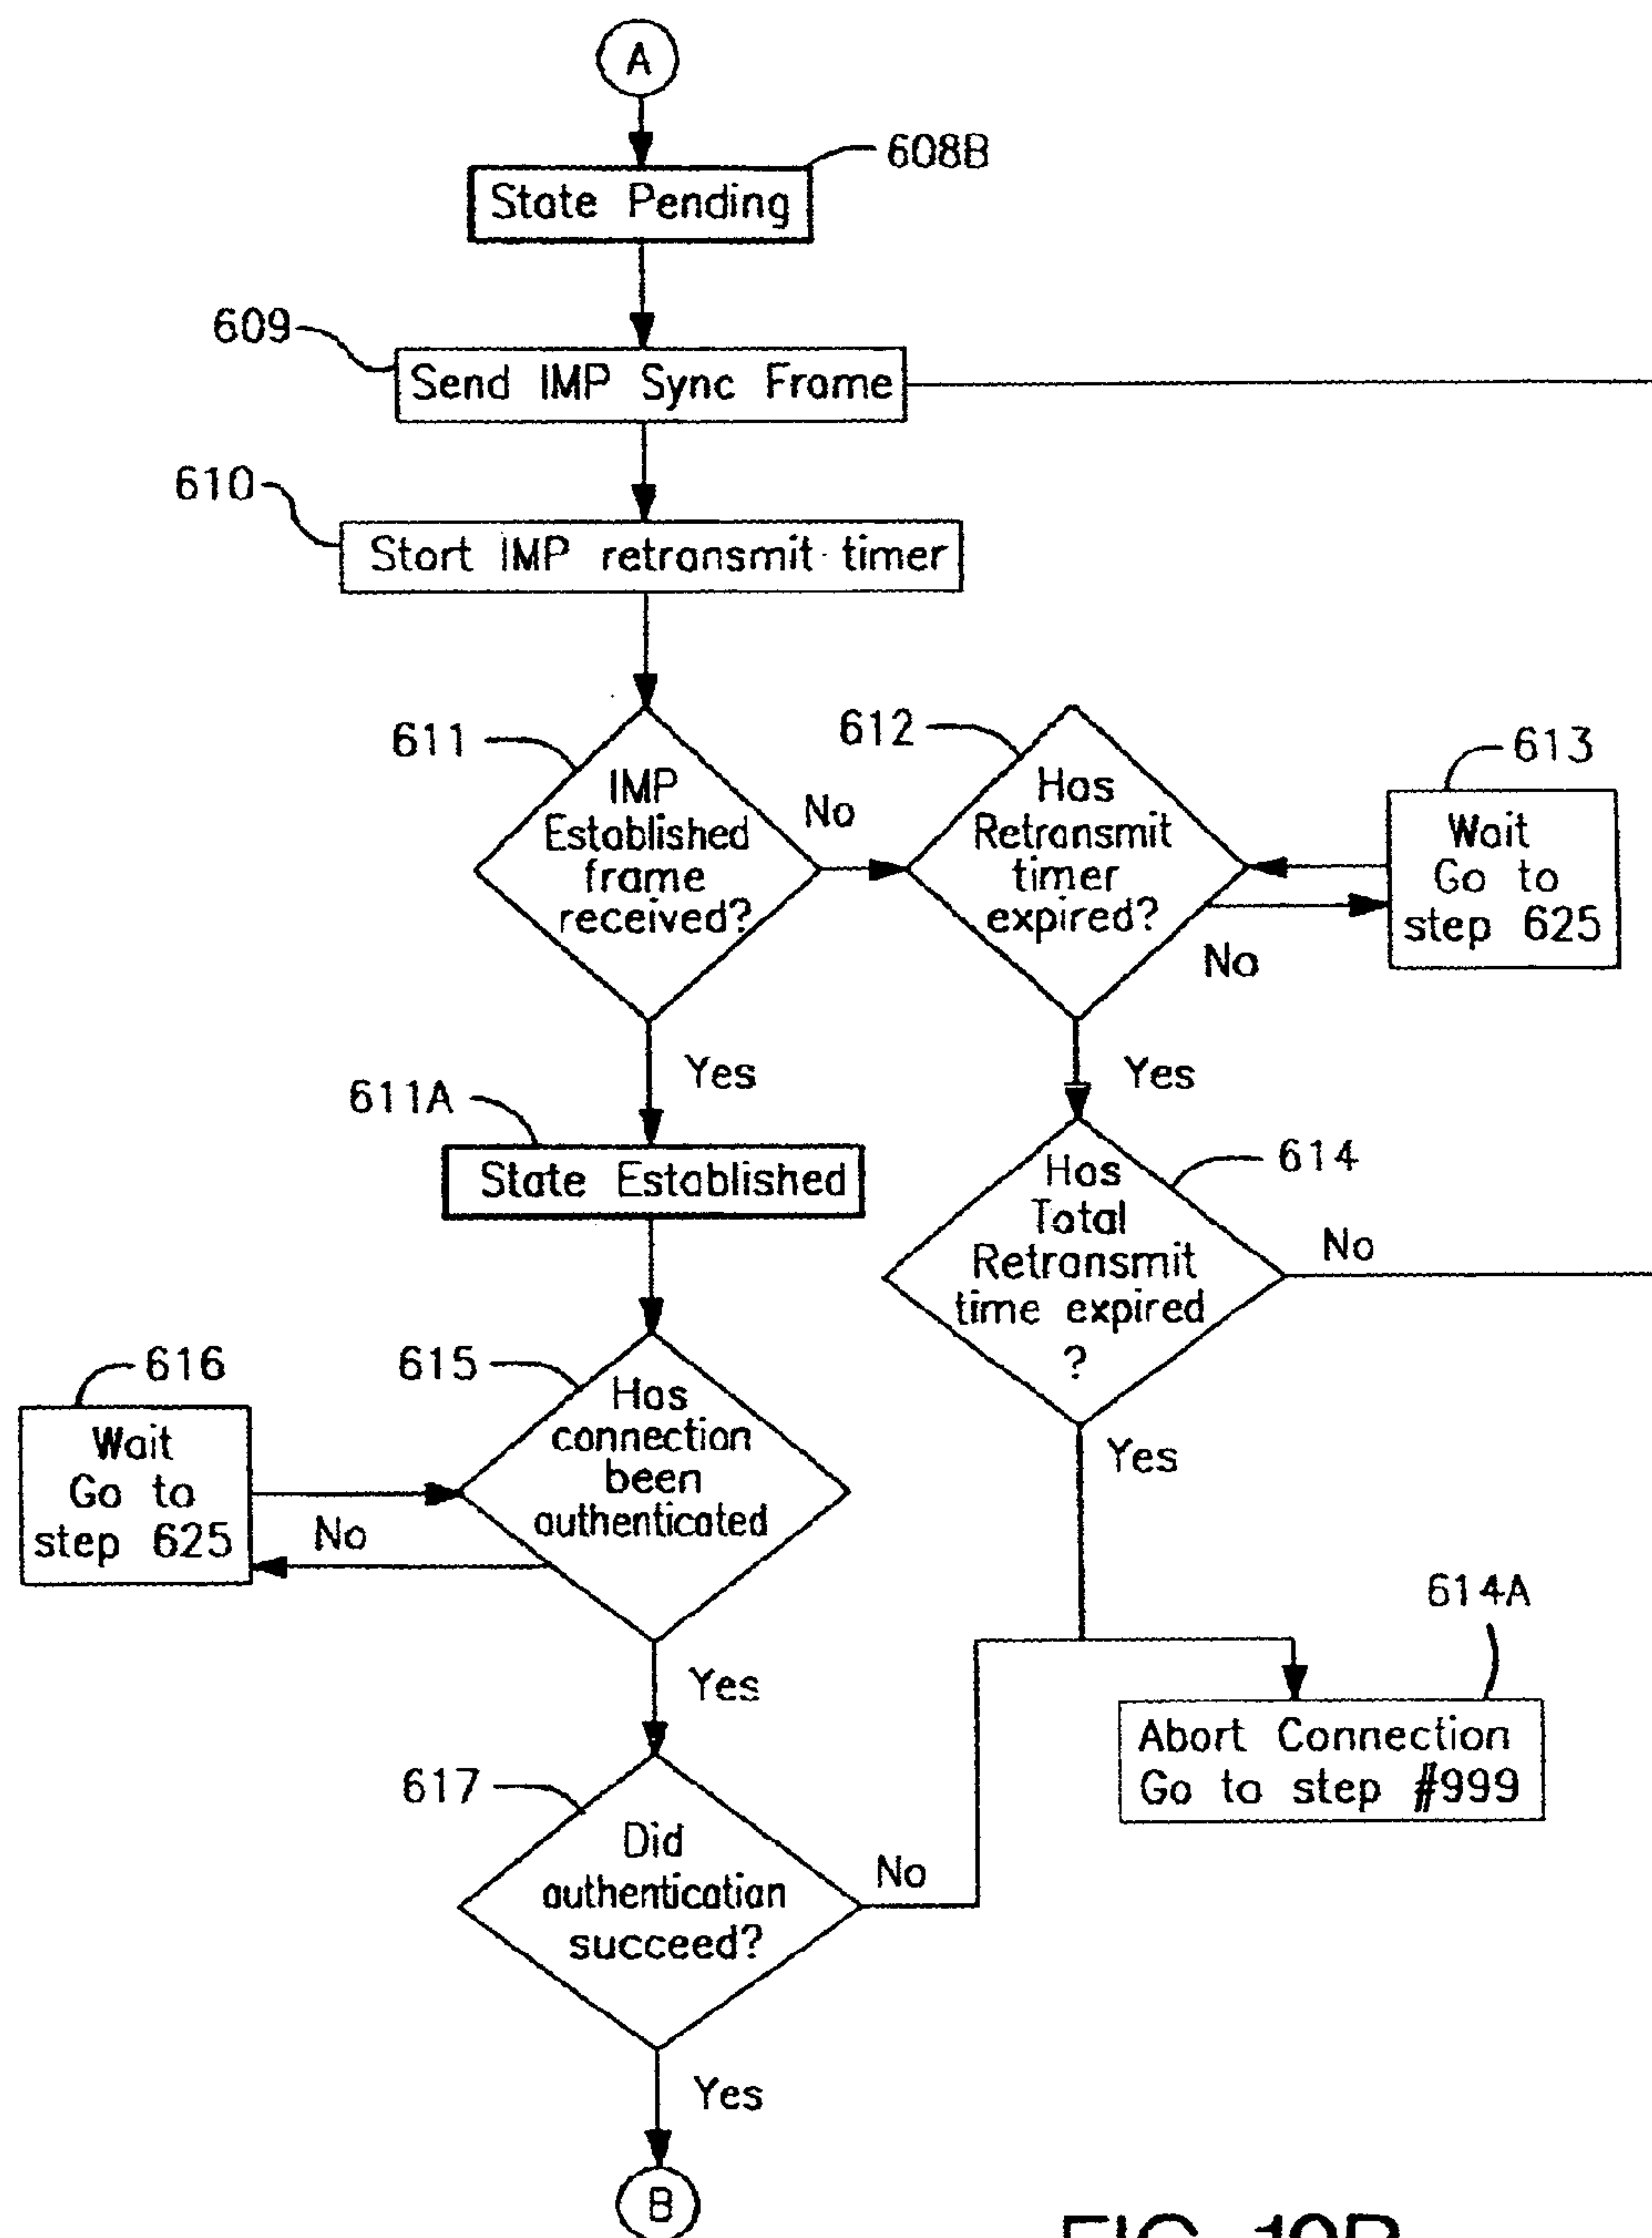 A
608B
State Pending
609
Send IMP Sync Frame
610
Start IMP retransmit timer
611
IMP
Established
frame
received?
No
612
Has
Retransmit
timer
expired?
No
613
Wait
Go to
step 625
Yes
611A
State Established
Yes
614
Has
Total
Retransmit
time expired
?
No
616
Wait
Go to
step 625
615
Has
connection
been
authenticated
No
Yes
614A
Abort Connection
Go to step #999
Yes
617
Did
authentication
succeed?
No
Yes
B